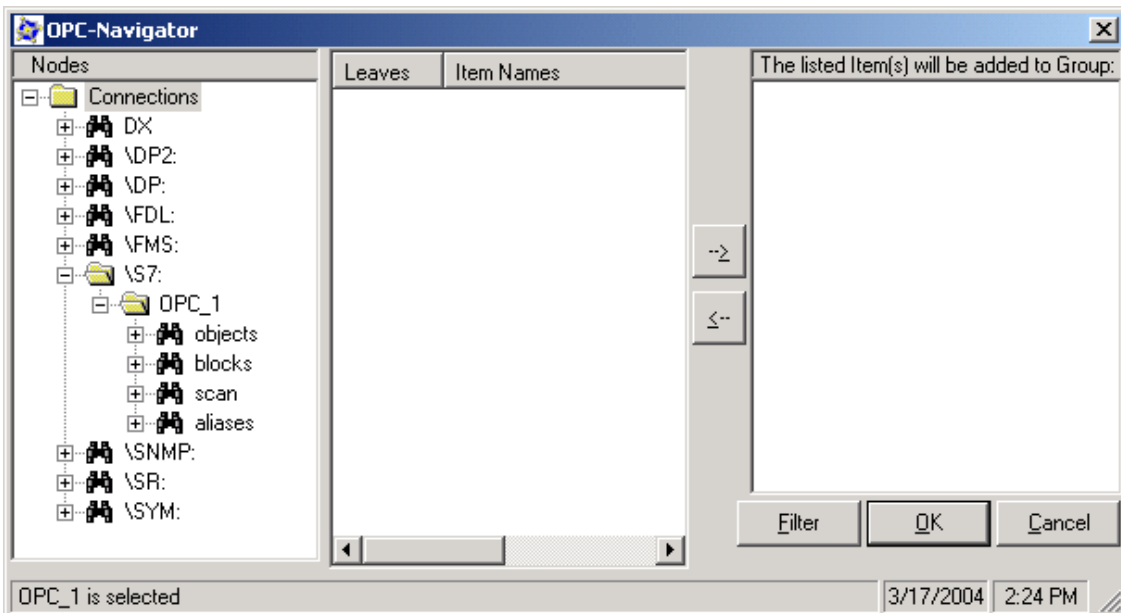 OPC-Navigator
Nodes
Leaves
Item Names
The listed Item(s) will be added to Group:
Connections
DX
\DP2:
\DP:
\FDL:
\FMS:
\S7:
OPC_1
objects
blocks
scan
aliases
\SNMP:
\SR:
\SYM:
-->
<--
Filter
OK
Cancel
OPC_1 is selected
3/17/2004
2:24 PM